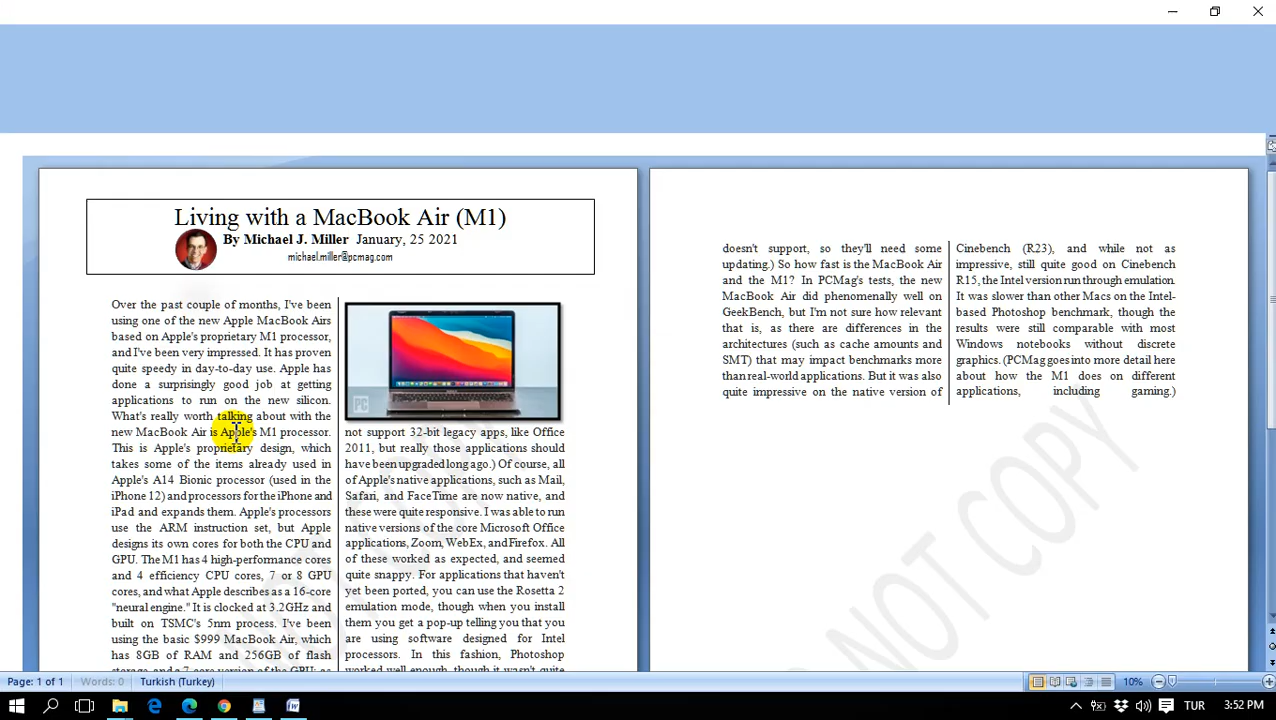 Living with a MacBook Air (M1)
By Michael J. Miller January, 25 2021
michael.miller@pcmag.com
Over the past couple of months, I've been
using one of the new Apple MacBook Airs
based on Apple's proprietary M1 processor,
and I've been very impressed. It has proven
quite speedy in day-to-day use. Apple has
done a surprisingly good job at getting
applications to run on the new silicon.
What's really worth talking about with the
new MacBook Air is Apple's M1 processor.
This is Apple's proprietary design, which
takes some of the items already used in
Apple's A14 Bionic processor (used in the
iPhone 12) and processors for the iPhone and
iPad and expands them. Apple's processors
use the ARM instruction set, but Apple
designs its own cores for both the CPU and
GPU. The M1 has 4 high-performance cores
and 4 efficiency CPU cores, 7 or 8 GPU
cores, and what Apple describes as a 16-core
"neural engine." It is clocked at 3.2GHz and
built on TSMC's 5nm process. I've been
using the basic $999 MacBook Air, which
has 8GB of RAM and 256GB of flash
storage, and a 7-core version of the GPU; as
PC
not support 32-bit legacy apps, like Office
2011, but really those applications should
have been upgraded long ago.) Of course, all
of Apple's native applications, such as Mail,
Safari, and FaceTime are now native, and
these were quite responsive. I was able to run
native versions of the core Microsoft Office
applications, Zoom, WebEx, and Firefox. All
of these worked as expected, and seemed
quite snappy. For applications that haven't
yet been ported, you can use the Rosetta 2
emulation mode, though when you install
them you get a pop-up telling you that you
are using software designed for Intel
processors. In this fashion, Photoshop
worked well enough, though it wasn't quite
doesn't support, so they'll need some
updating.) So how fast is the MacBook Air
and the M1? In PCMag's tests, the new
MacBook Air did phenomenally well on
GeekBench, but I'm not sure how relevant
that is, as there are differences in the
architectures (such as cache amounts and
SMT) that may impact benchmarks more
than real-world applications. But it was also
quite impressive on the native version of
Cinebench (R23), and while not as
impressive, still quite good on Cinebench
R15, the Intel version run through emulation.
It was slower than other Macs on the Intel-
based Photoshop benchmark, though the
results were still comparable with most
Windows notebooks without discrete
graphics. (PCMag goes into more detail here
about how the M1 does on different
applications, including gaming.)
NOT
Page: 1 of 1 Words: 0 Turkish (Turkey) 10%
TUR 3:52 PM